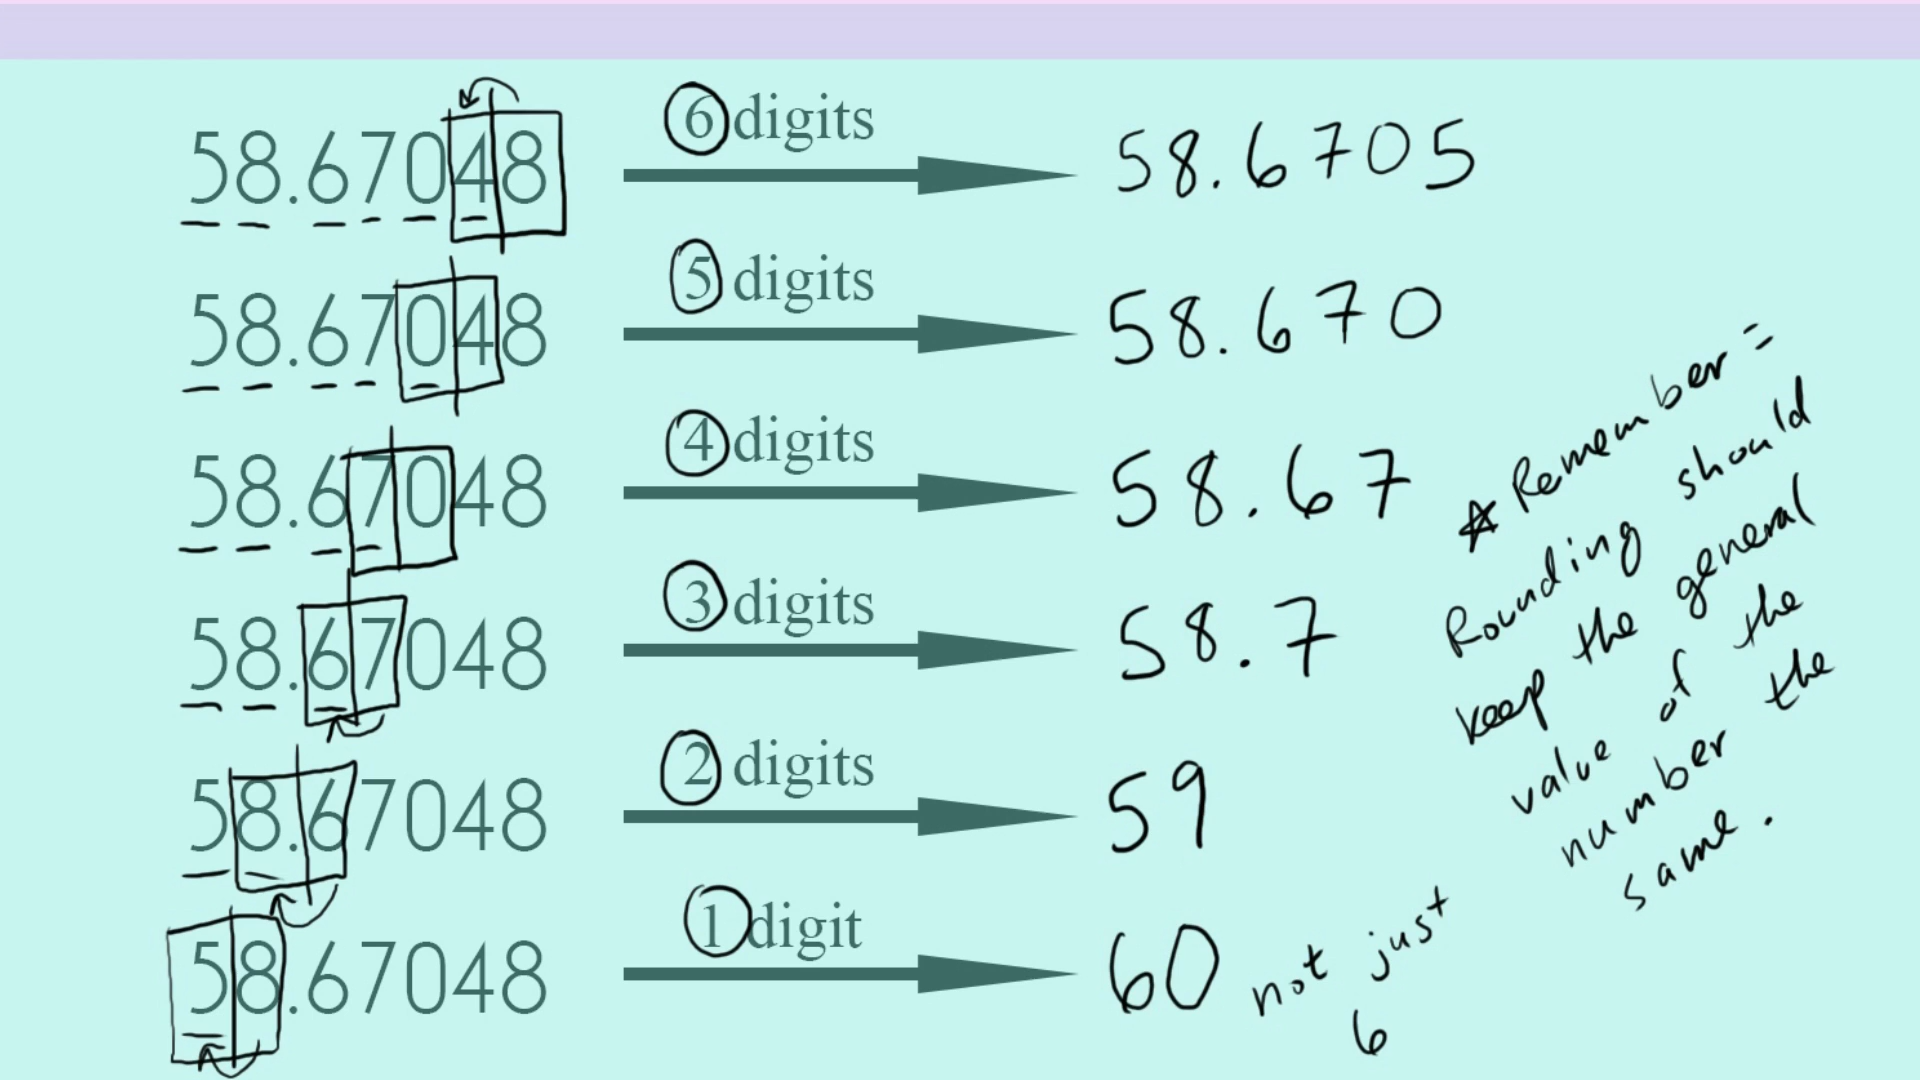 58.67048 6 digits 58.6705
58.67048 5 digits 58.670
58.67048 4 digits 58.67
58.67048 3 digits 58.7
58.67048 2 digits 59
58.67048 1 digit 60 not just
6
* Remember =
Rounding should
keep the general
value of the
number the
same.